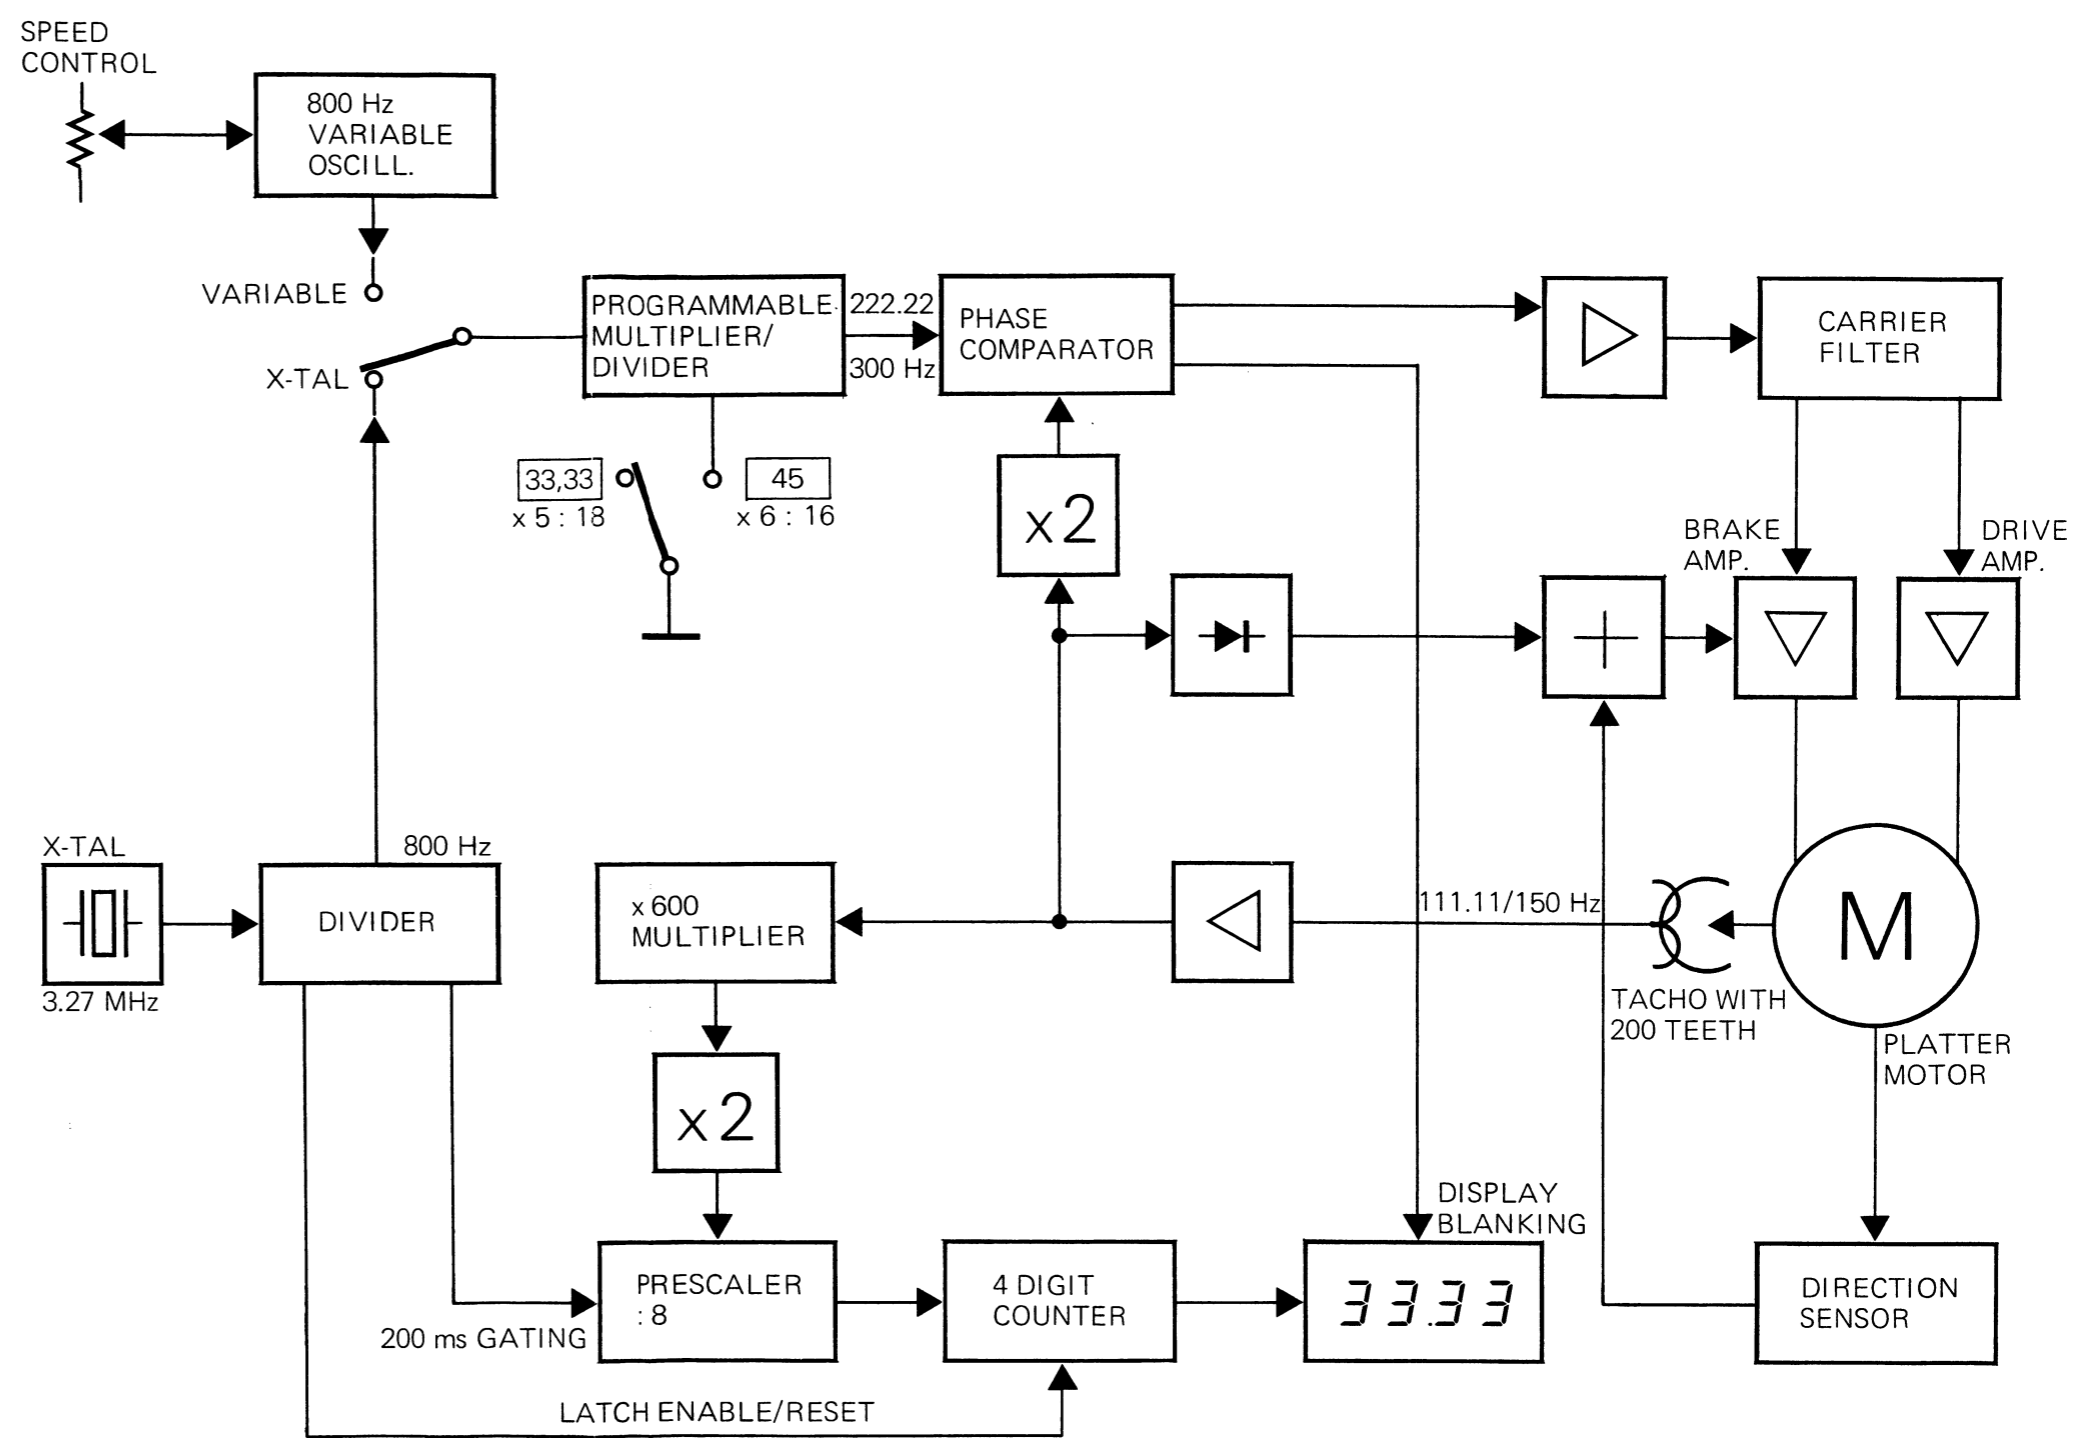 SPEED
CONTROL
800 Hz
VARIABLE
OSCILL.
VARIABLE
X-TAL
PROGRAMMABLE
MULTIPLIER/
DIVIDER
222.22
300 Hz
PHASE
COMPARATOR
CARRIER
FILTER
33,33
x 5 : 18
45
x 6 : 16
x2
BRAKE
AMP.
DRIVE
AMP.
X-TAL
3.27 MHz
800 Hz
DIVIDER
x 600
MULTIPLIER
111.11/150 Hz
M
TACHO WITH
200 TEETH
PLATTER
MOTOR
x2
DISPLAY
BLANKING
PRESCALER
: 8
4 DIGIT
COUNTER
33.33
DIRECTION
SENSOR
200 ms GATING
LATCH ENABLE/RESET